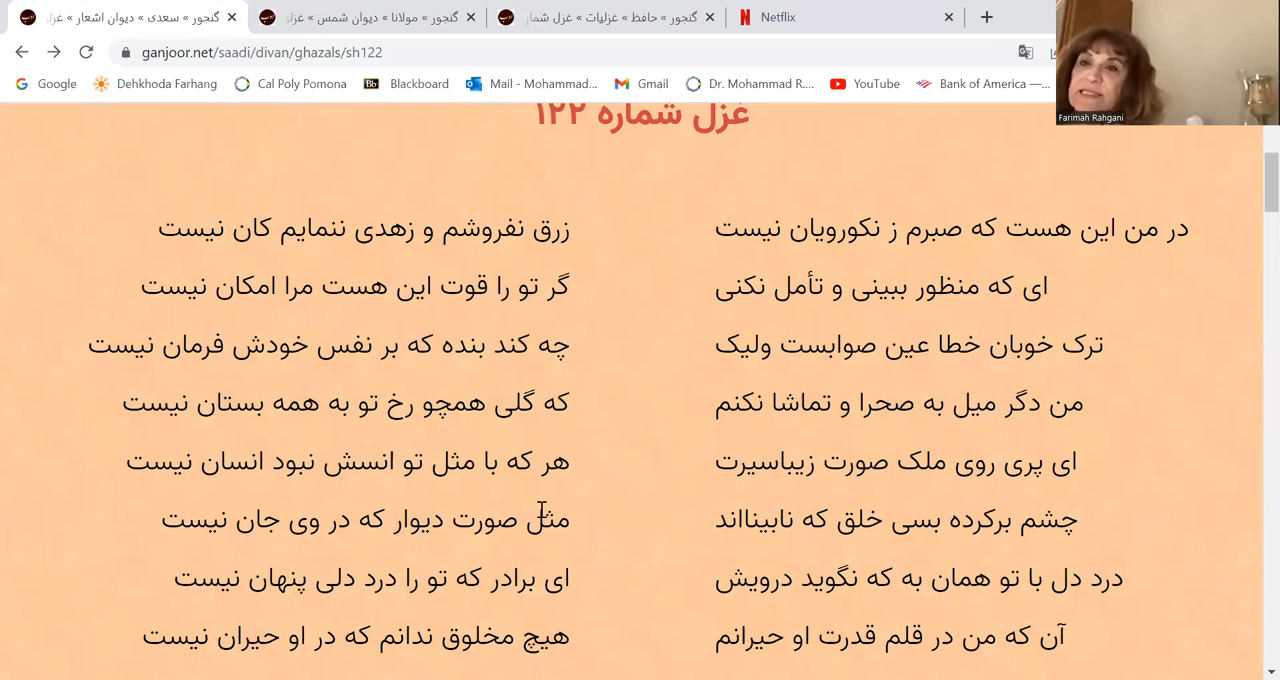 گنجور » سعدی » دیوان اشعار » غزل
گنجور » مولانا » دیوان شمس » غزل
گنجور » حافظ » غزلیات » غزل شمار
Netflix
ganjoor.net/saadi/divan/ghazals/sh122
Google
Dehkhoda Farhang
Cal Poly Pomona
Bb Blackboard
Mail - Mohammad...
Gmail
Dr. Mohammad R....
YouTube
Bank of America —...
Farimah Rahgani
غزل شماره ۱۲۲
در من این هست که صبرم ز نکورویان نیست
زرق نفروشم و زهدی ننمایم کان نیست
ای که منظور ببینی و تأمل نکنی
گر تو را قوت این هست مرا امکان نیست
ترک خوبان خطا عین صوابست ولیک
چه کند بنده که بر نفس خودش فرمان نیست
من دگر میل به صحرا و تماشا نکنم
که گلی همچو رخ تو به همه بستان نیست
ای پری روی ملک صورت زیباسیرت
هر که با مثل تو انسش نبود انسان نیست
چشم برکرده بسی خلق که نابینااند
مثل صورت دیوار که در وی جان نیست
درد دل با تو همان به که نگوید درویش
ای برادر که تو را درد دلی پنهان نیست
آن که من در قلم قدرت او حیرانم
هیچ مخلوق ندانم که در او حیران نیست